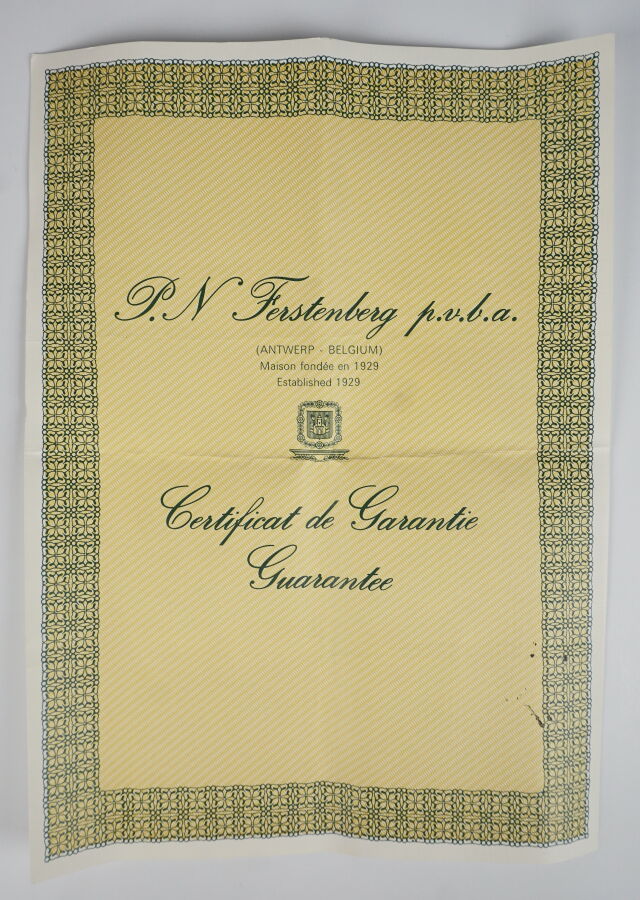 P. N Ferstenberg p.v.b.a.
(ANTWERP - BELGIUM)
Maison fondée en 1929
Established 1929
Certificat de Garantie
Guarantee